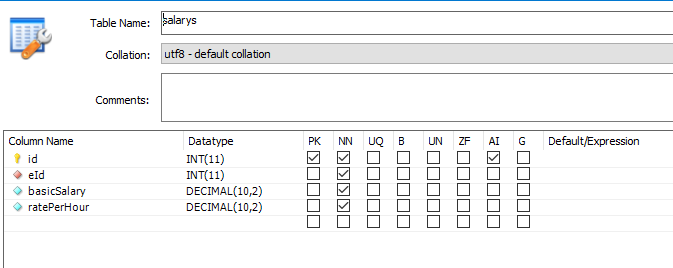 Table Name: salarys
Collation: utf8 - default collation
Comments:
Column Name Datatype PK NN UQ B UN ZF AI G Default/Expression
id INT(11)
eId INT(11)
basicSalary DECIMAL(10,2)
ratePerHour DECIMAL(10,2)